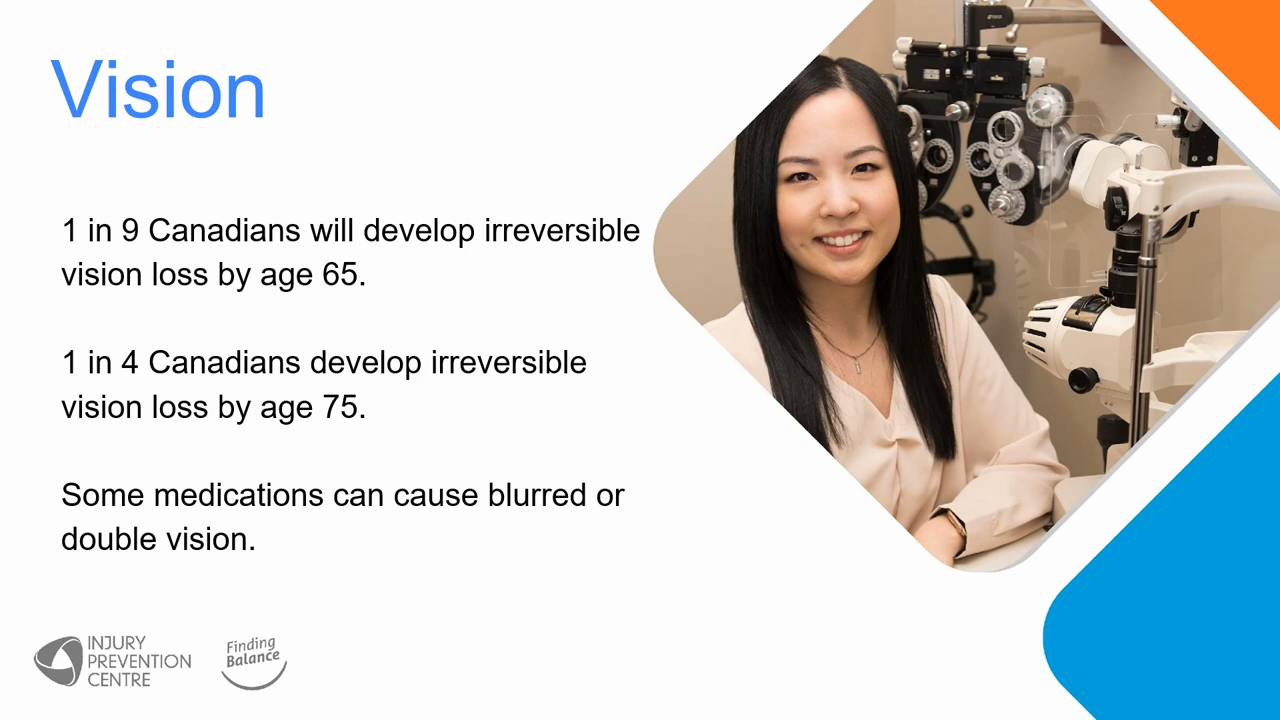 Vision
1 in 9 Canadians will develop irreversible
vision loss by age 65.
1 in 4 Canadians develop irreversible
vision loss by age 75.
Some medications can cause blurred or
double vision.
INJURY
PREVENTION
CENTRE
Finding
Balance